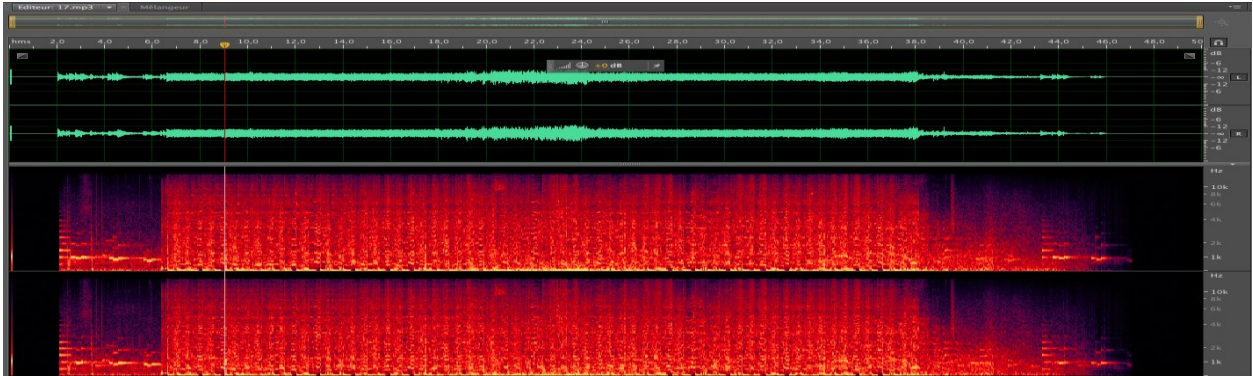 Editeur: 17.mp3 Mélangeur
hms 2,0 4,0 6,0 8,0 12,0 14,0 16,0 18,0 20,0 22,0 24,0 26,0 28,0 30,0 32,0 34,0 36,0 38,0 40,0 42,0 44,0 46,0 48,0 50
dB
-6
+0 dB
-12
-∞ L
-12
-6
dB
-6
-12
-∞ R
-12
-6
Hz
10k
8k
6k
4k
2k
1k
Hz
10k
8k
6k
4k
2k
1k